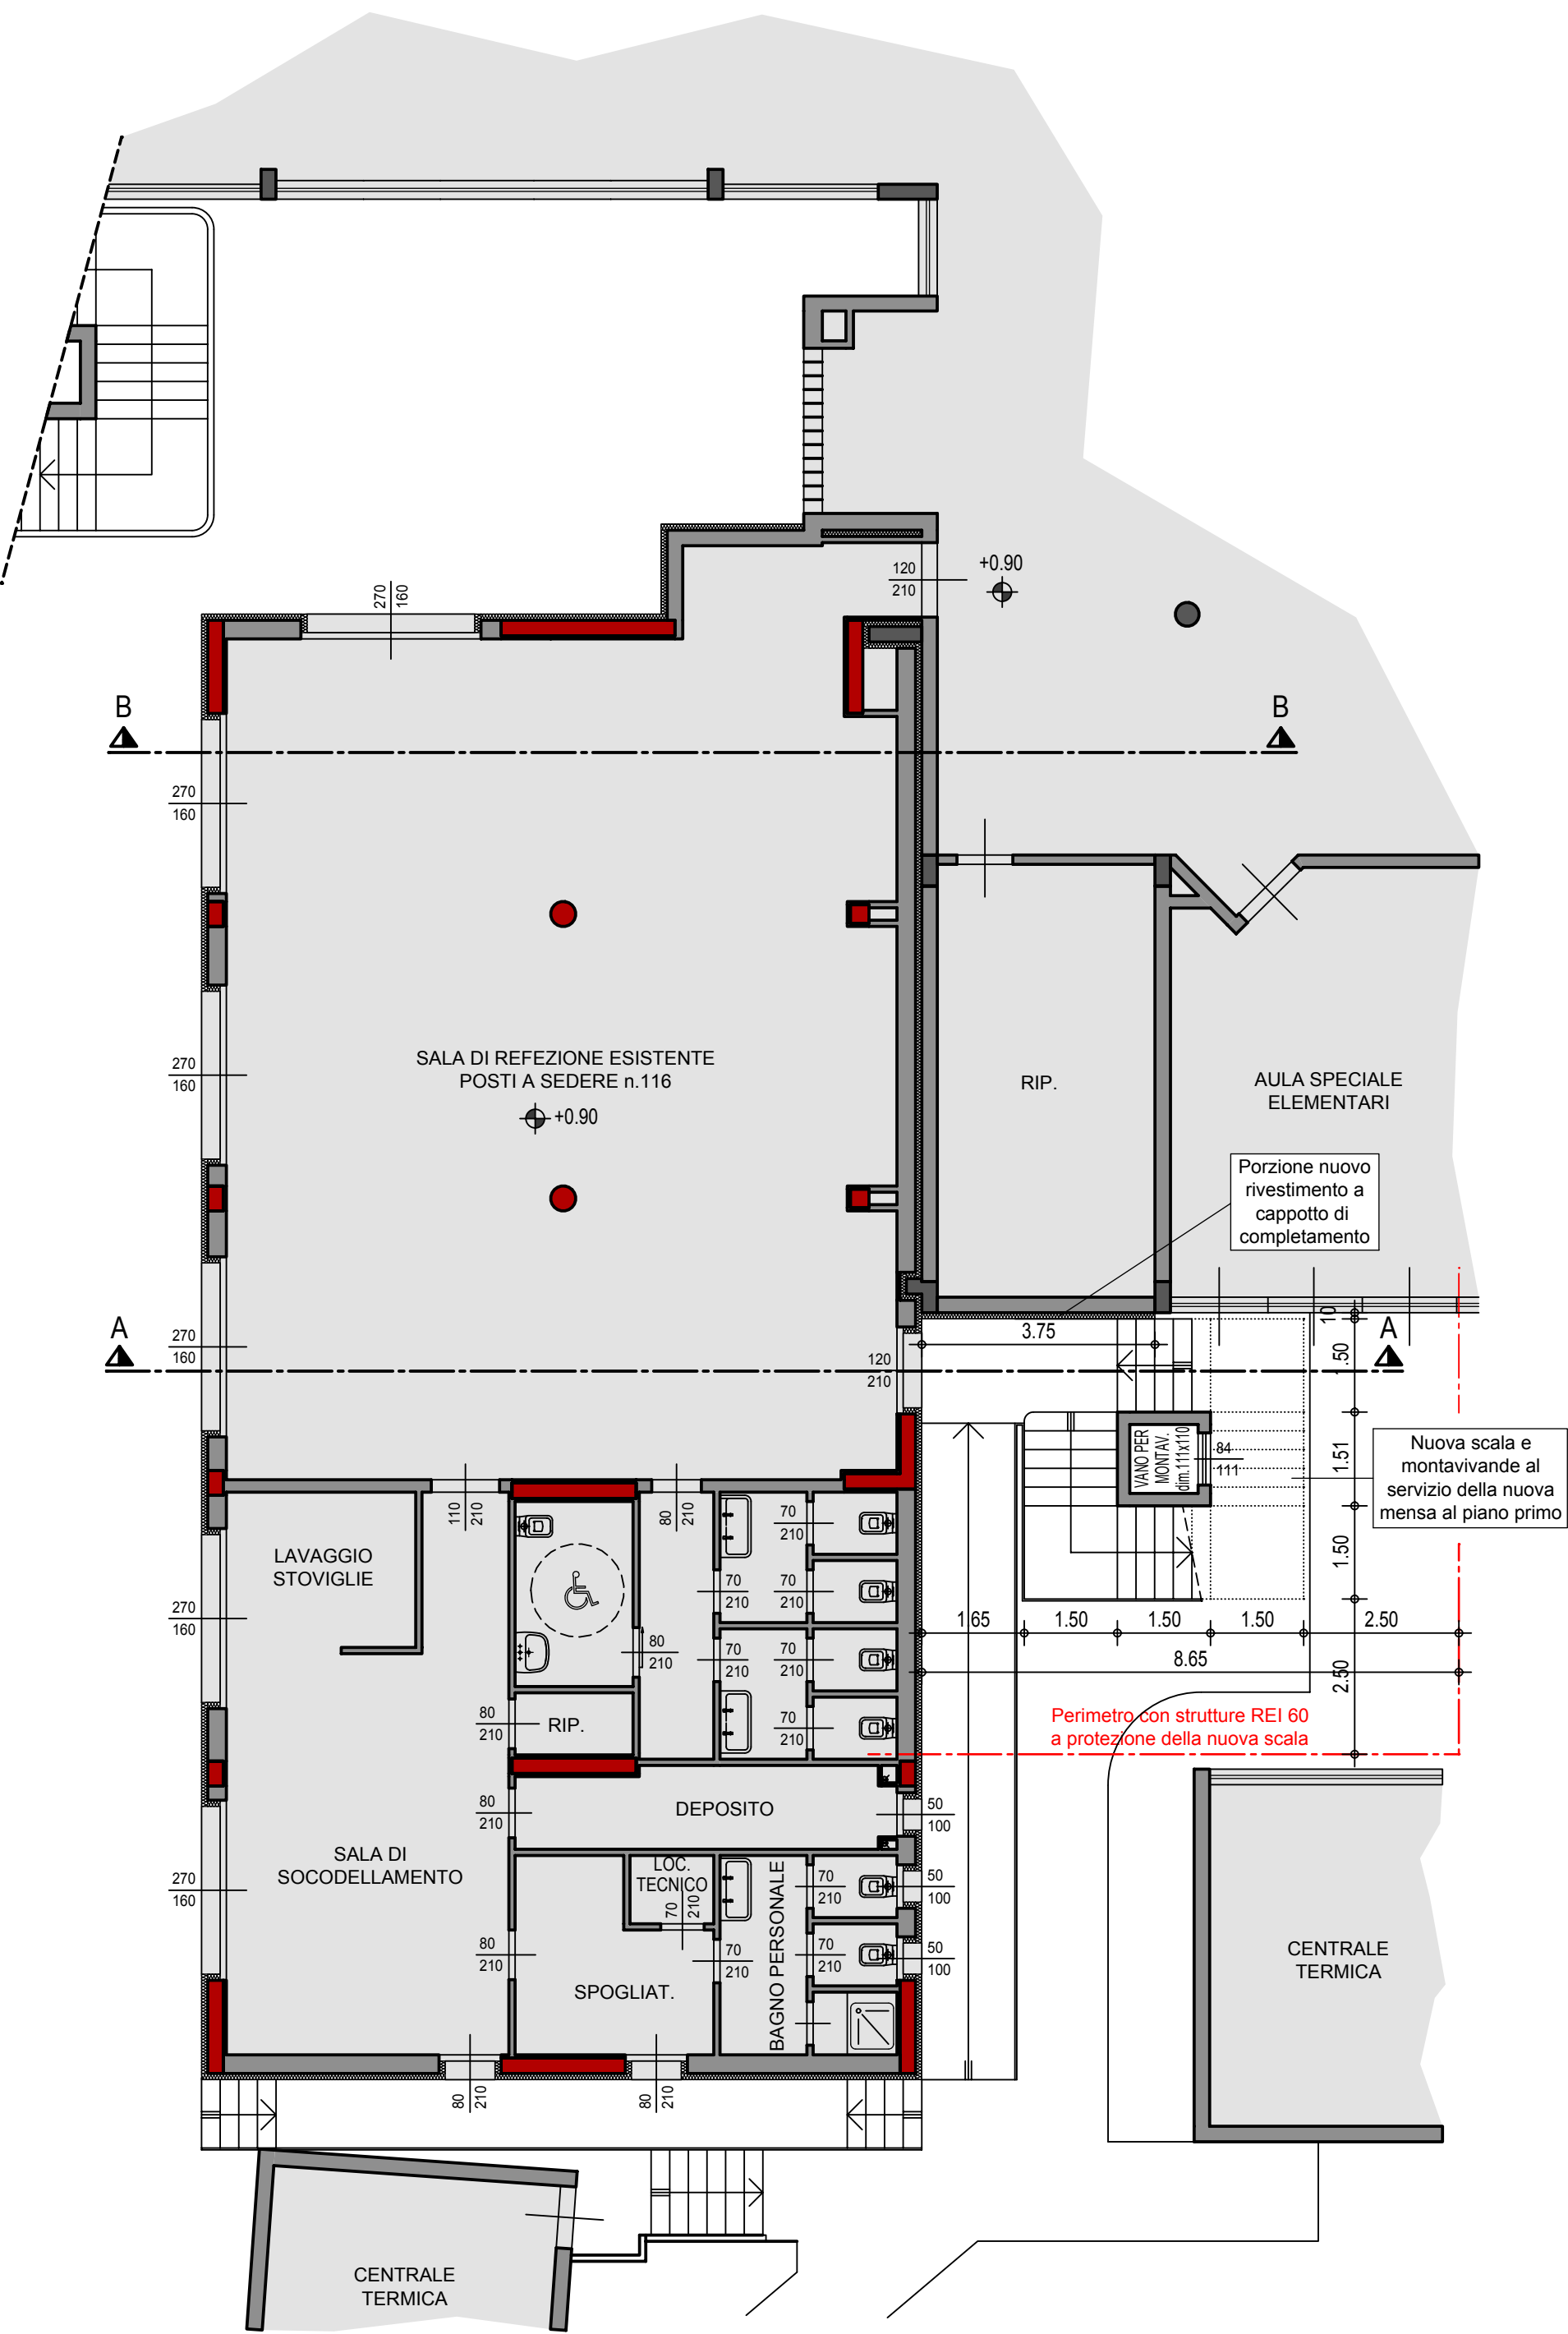 270
160
120
210
+0.90
B
B
270
160
SALA DI REFEZIONE ESISTENTE
POSTI A SEDERE n.116
+0.90
270
160
RIP.
AULA SPECIALE
ELEMENTARI
Porzione nuovo
rivestimento a
cappotto di
completamento
A
A
270
160
120
210
3.75
10
1.50
VANO PER
MONTAV.
dim.111x110
84
111
1.51
Nuova scala e
montavivande al
servizio della nuova
mensa al piano primo
110
210
80
210
70
210
LAVAGGIO
STOVIGLIE
70
210
70
210
1.50
270
160
1.65
1.50
1.50
1.50
2.50
80
210
70
210
70
210
8.65
2.50
80
210
RIP.
70
210
Perimetro con strutture REI 60
a protezione della nuova scala
80
210
DEPOSITO
50
100
SALA DI
SOCODELLAMENTO
LOC.
TECNICO
70
210
BAGNO PERSONALE
70
210
50
100
270
160
80
210
70
210
70
210
50
100
SPOGLIAT.
CENTRALE
TERMICA
80
210
80
210
CENTRALE
TERMICA